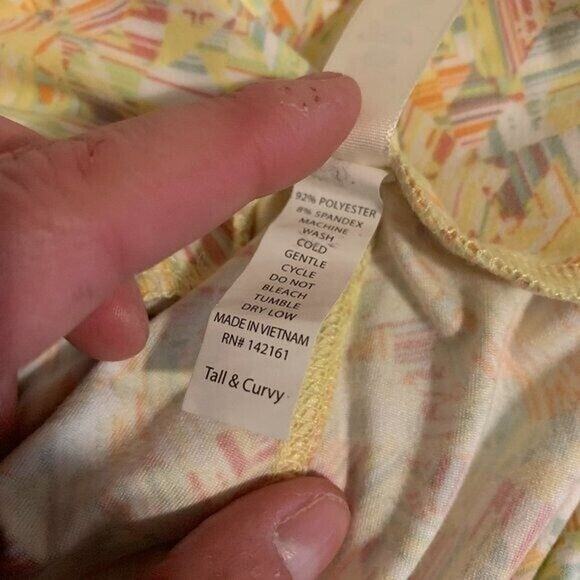 92% POLYESTER
8% SPANDEX
MACHINE
WASH
COLD
GENTLE
CYCLE
DO NOT
BLEACH
TUMBLE
DRY LOW
MADE IN VIETNAM
RN# 142161
Tall & Curvy